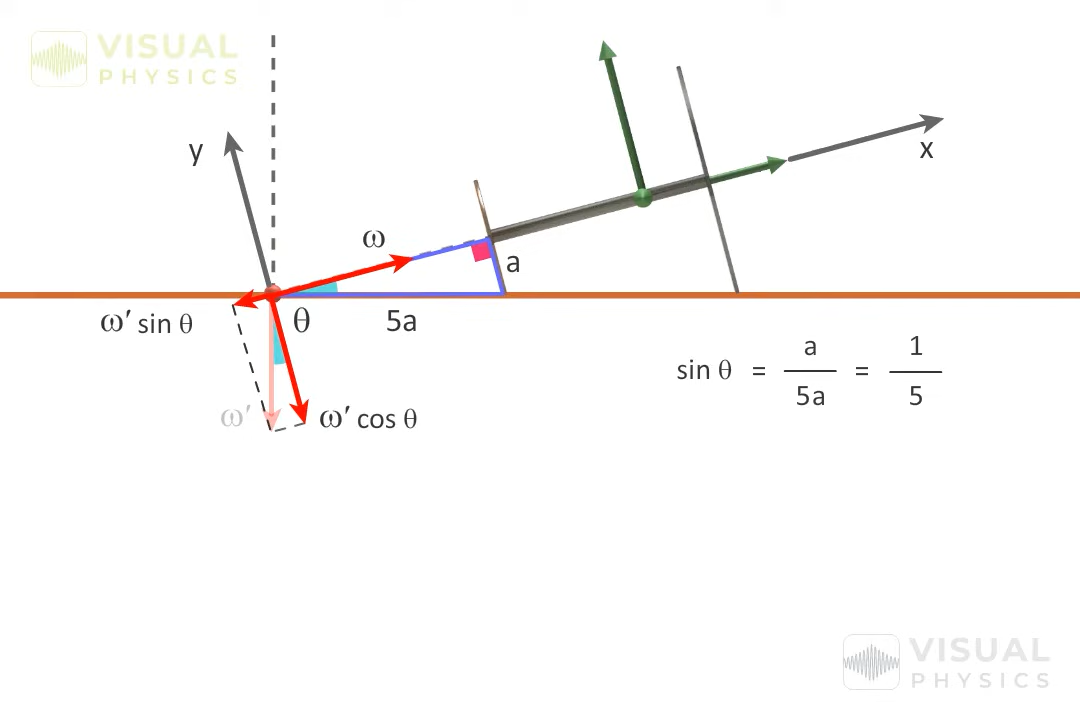 VISUAL
PHYSICS
y
x
ω
a
ω′ sin θ
θ
5a
sin θ = a/5a = 1/5
ω′
ω′ cos θ
VISUAL
PHYSICS